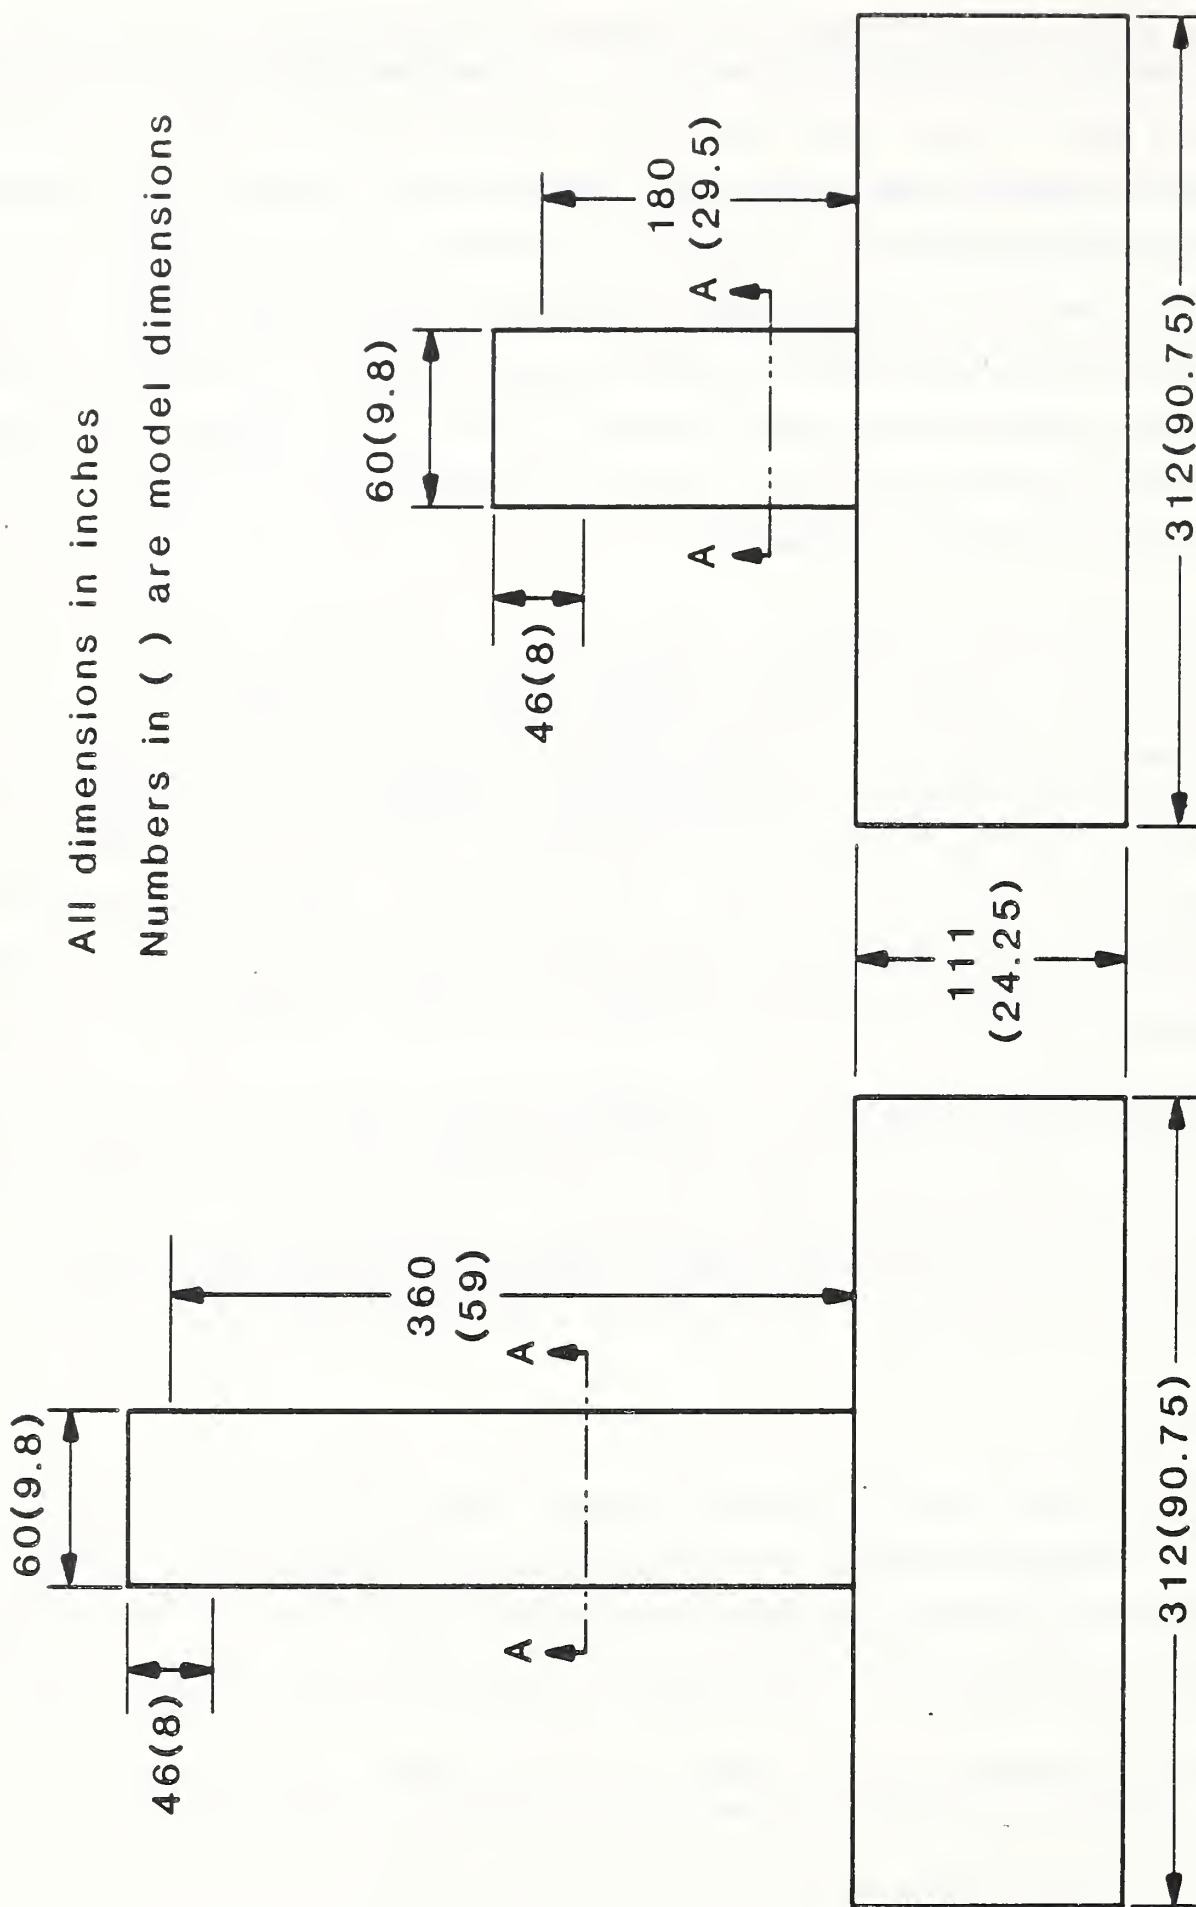 All dimensions in inches
Numbers in ( ) are model dimensions
60(9.8)
46(8)
360
(59)
A
A
312(90.75)
111
(24.25)
60(9.8)
46(8)
180
(29.5)
A
A
312(90.75)